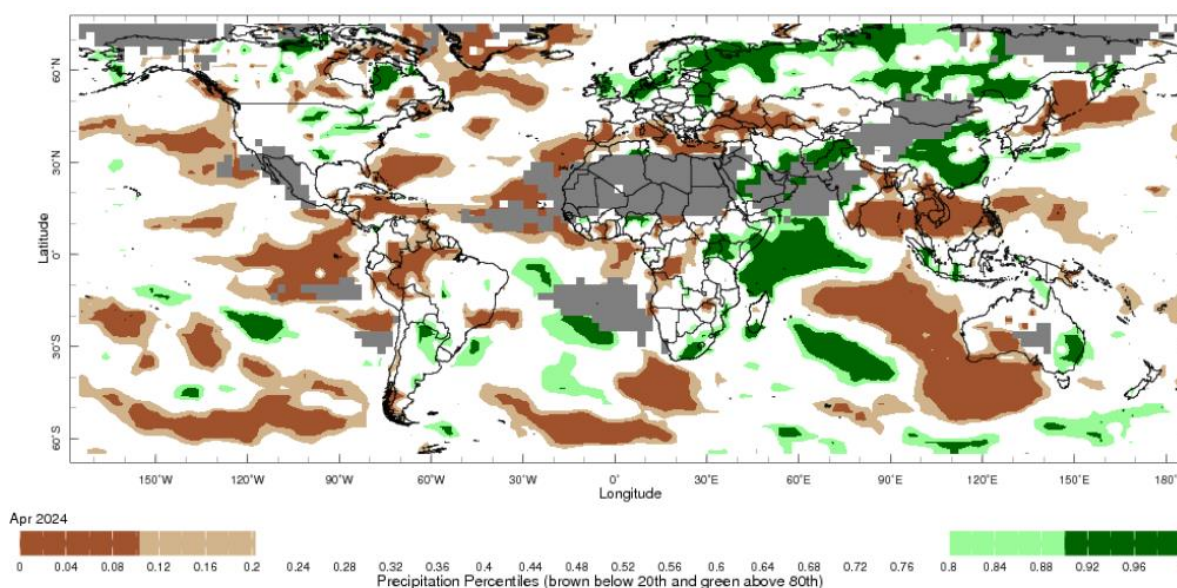 60°N
30°N
0°
30°S
60°S
Latitude
150°W 120°W 90°W 60°W 30°W 0° 30°E 60°E 90°E 120°E 150°E 180°
Longitude
Apr 2024
0 0.04 0.08 0.12 0.16 0.2 0.24 0.28 0.32 0.36 0.4 0.44 0.48 0.52 0.56 0.6 0.64 0.68 0.72 0.76 0.8 0.84 0.88 0.92 0.96
Precipitation Percentiles (brown below 20th and green above 80th)